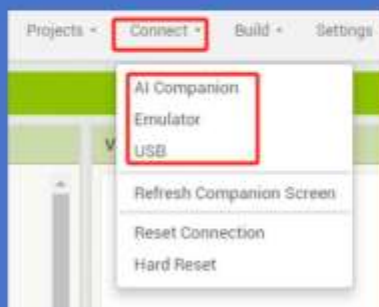 Projects Connect Build Settings
AI Companion
Emulator
V
USB
Refresh Companion Screen
Reset Connection
Hard Reset